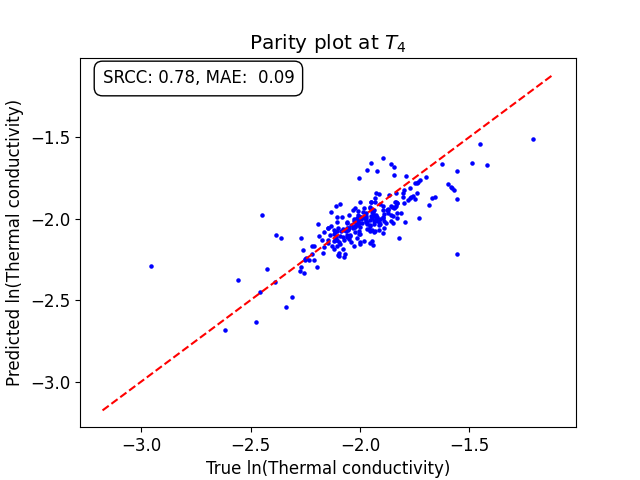 Parity plot at T4
SRCC: 0.78, MAE:  0.09
Predicted ln(Thermal conductivity)
−1.5
−2.0
−2.5
−3.0
−3.0 −2.5 −2.0 −1.5
True ln(Thermal conductivity)